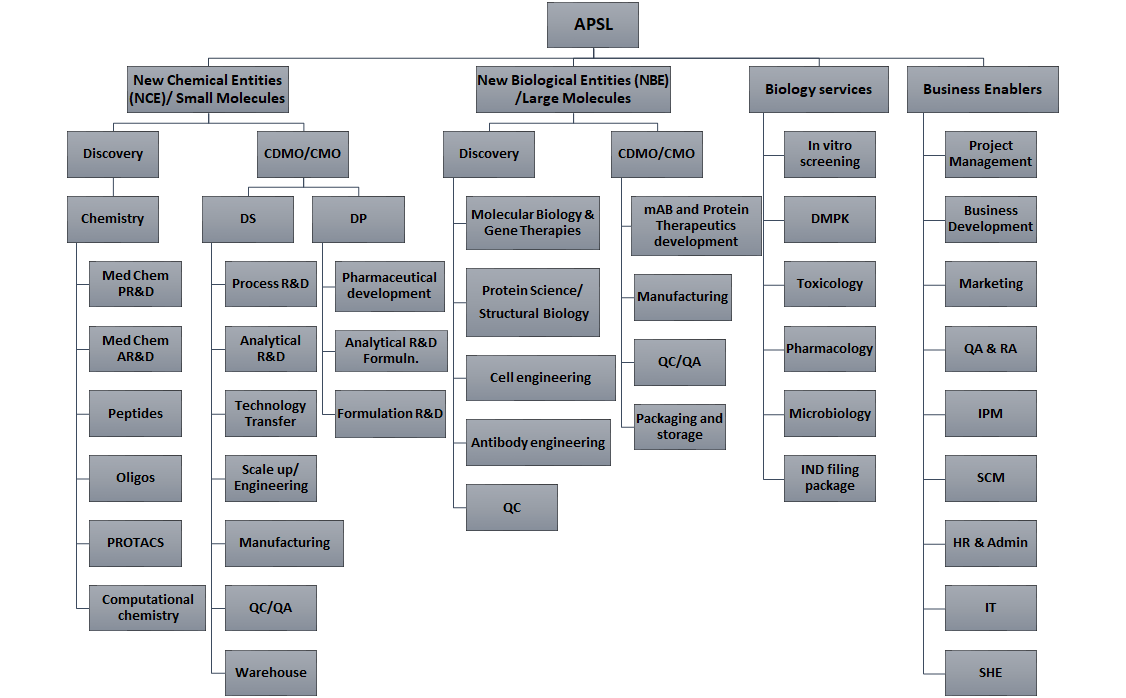 APSL
New Chemical Entities
(NCE)/ Small Molecules
New Biological Entities (NBE)
/Large Molecules
Biology services
Business Enablers
Discovery
CDMO/CMO
Discovery
CDMO/CMO
In vitro
screening
Project
Management
Chemistry
DS
DP
Molecular Biology &
Gene Therapies
mAB and Protein
Therapeutics
development
DMPK
Business
Development
Med Chem
PR&D
Process R&D
Pharmaceutical
development
Protein Science/
Structural Biology
Manufacturing
Toxicology
Marketing
Med Chem
AR&D
Analytical
R&D
Analytical R&D
Formuln.
Cell engineering
QC/QA
Pharmacology
QA & RA
Peptides
Technology
Transfer
Formulation R&D
Antibody engineering
Packaging and
storage
Microbiology
IPM
Oligos
Scale up/
Engineering
QC
IND filing
package
SCM
PROTACS
Manufacturing
HR & Admin
Computational
chemistry
QC/QA
IT
Warehouse
SHE